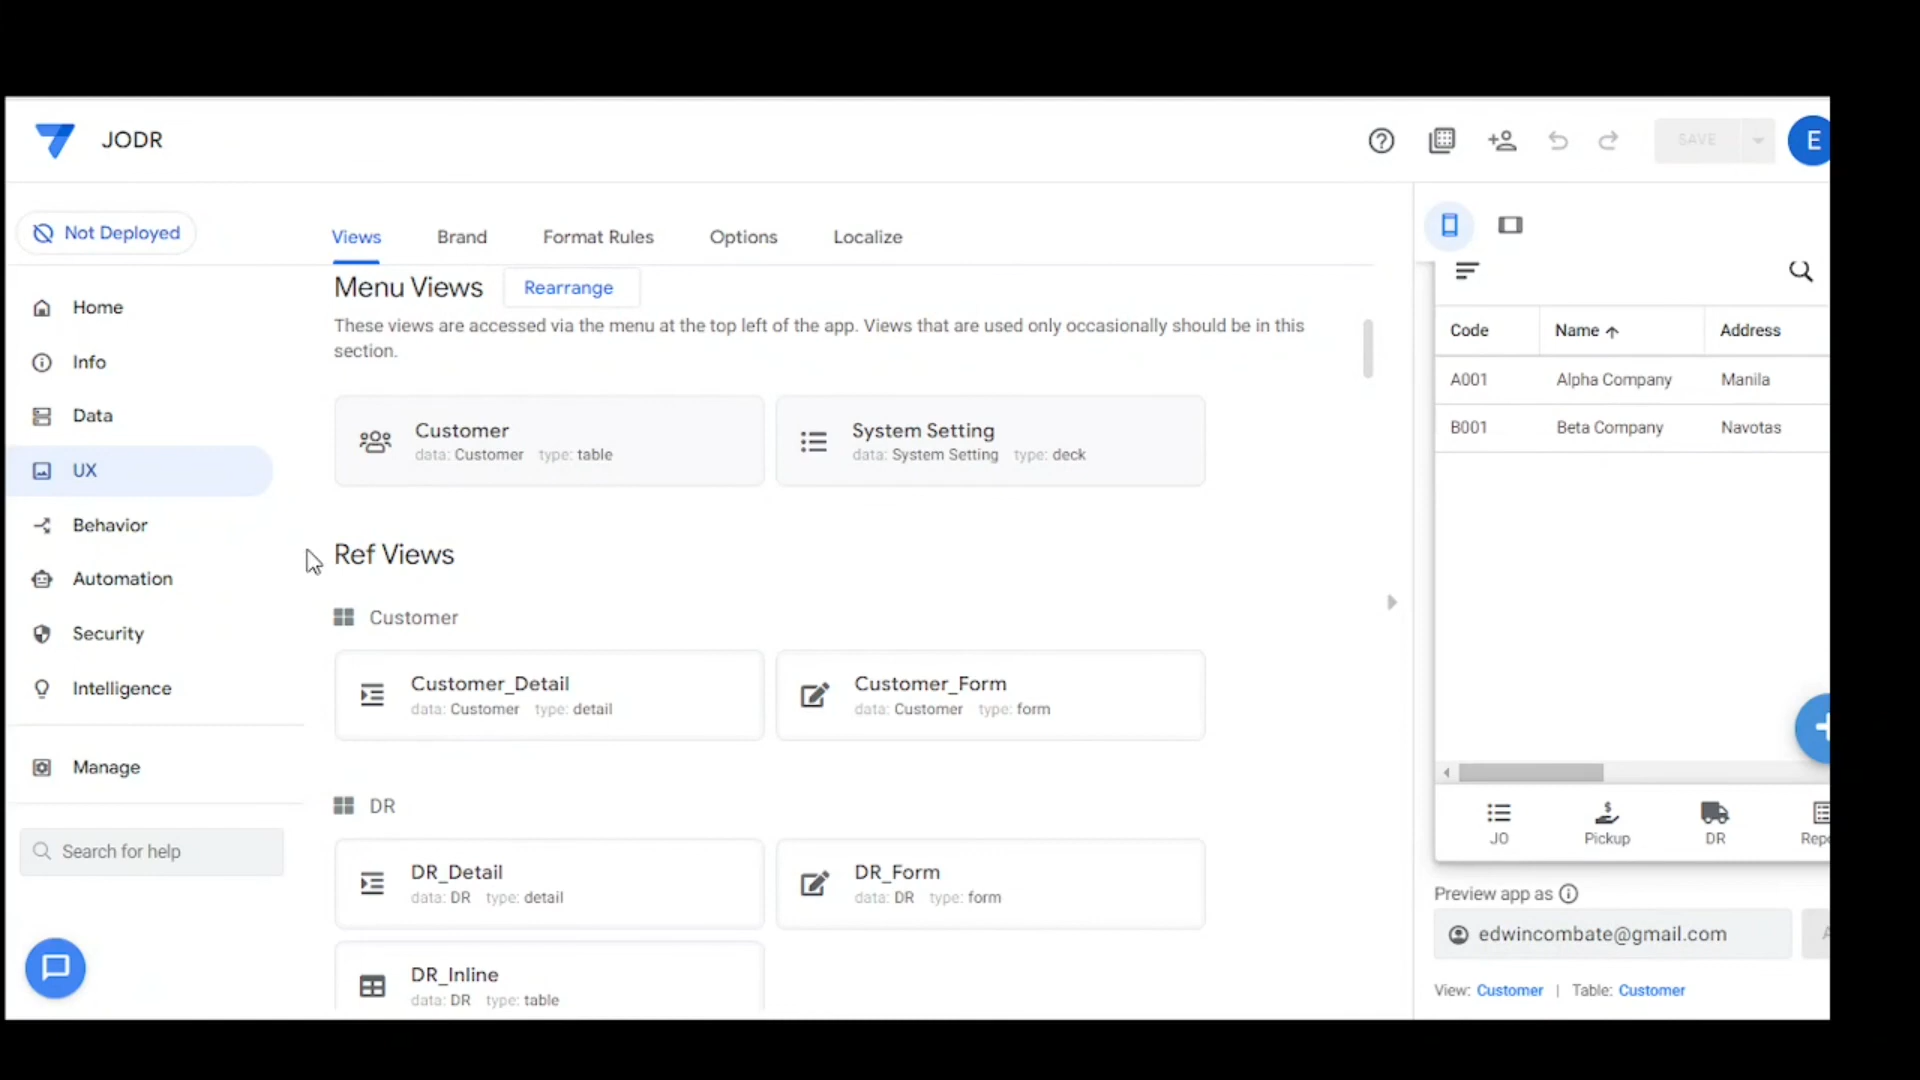 JODR
SAVE
E
Not Deployed
Home
Info
Data
UX
Behavior
Automation
Security
Intelligence
Manage
Search for help
Views
Brand
Format Rules
Options
Localize
Menu Views
Rearrange
These views are accessed via the menu at the top left of the app. Views that are used only occasionally should be in this
section.
Customer
data: Customer type: table
System Setting
data: System Setting type: deck
Ref Views
Customer
Customer_Detail
data: Customer type: detail
Customer_Form
data: Customer type: form
DR
DR_Detail
data: DR type: detail
DR_Form
data: DR type: form
DR_Inline
data: DR type: table
Code Name Address
A001 Alpha Company Manila
B001 Beta Company Navotas
JO
Pickup
DR
Preview app as
edwincombate@gmail.com
View: Customer | Table: Customer